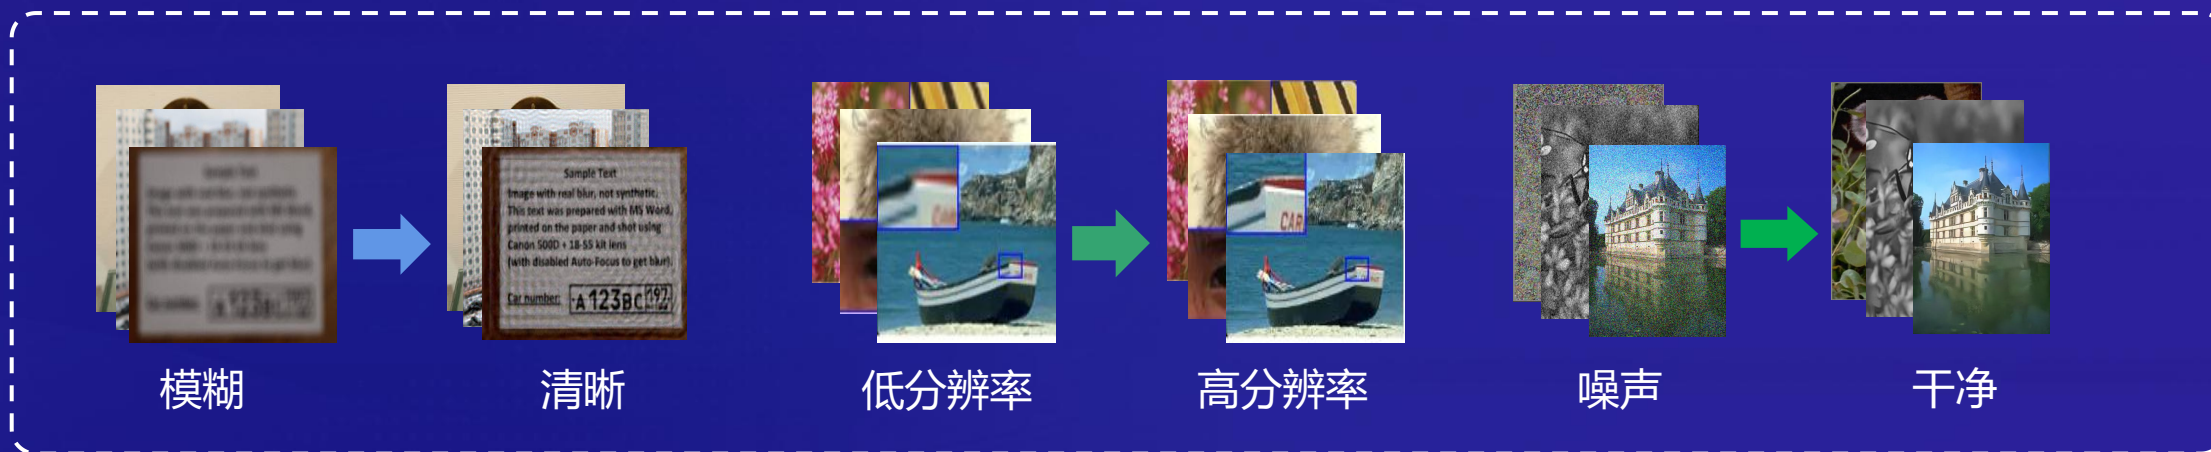 Sample Text
Image with real blur, not synthetic.
This text was prepared with MS Word,
printed on the paper and shot using
Canon 500D + 18-55 kit lens
(with disabled Auto-Focus to get blur).
Car number: A 123BC 197
CAR
模糊
清晰
低分辨率
高分辨率
噪声
干净